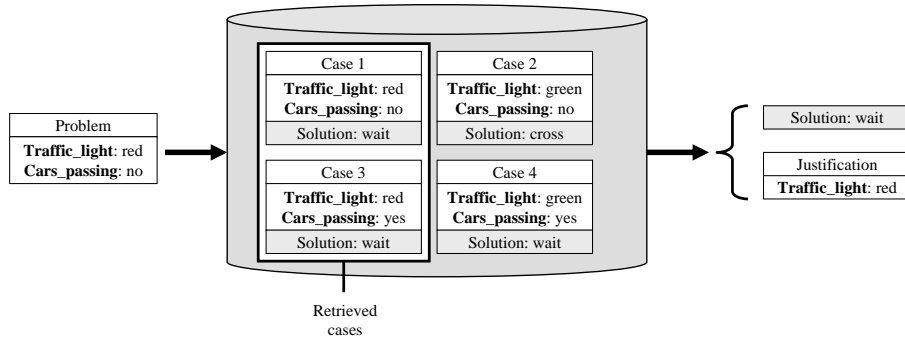 Problem
Traffic_light: red
Cars_passing: no
Case 1
Traffic_light: red
Cars_passing: no
Solution: wait
Case 2
Traffic_light: green
Cars_passing: no
Solution: cross
Case 3
Traffic_light: red
Cars_passing: yes
Solution: wait
Case 4
Traffic_light: green
Cars_passing: yes
Solution: wait
Retrieved
cases
Solution: wait
Justification
Traffic_light: red